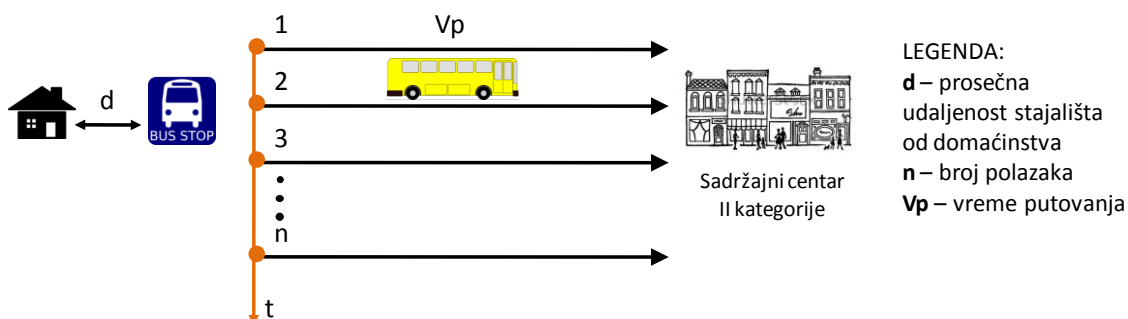 1
Vp
2
d
BUS STOP
3
n
t
Sadržajni centar
II kategorije
LEGENDA:
d – prosečna
udaljenost stajališta
od domaćinstva
n – broj polazaka
Vp – vreme putovanja